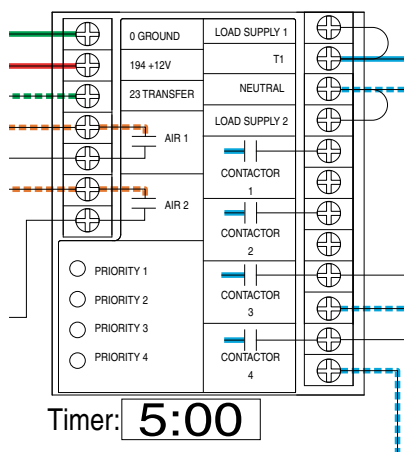 0 GROUND
194 +12V
23 TRANSFER
AIR 1
AIR 2
PRIORITY 1
PRIORITY 2
PRIORITY 3
PRIORITY 4
LOAD SUPPLY 1
T1
NEUTRAL
LOAD SUPPLY 2
CONTACTOR
1
CONTACTOR
2
CONTACTOR
3
CONTACTOR
4
Timer: 5:00